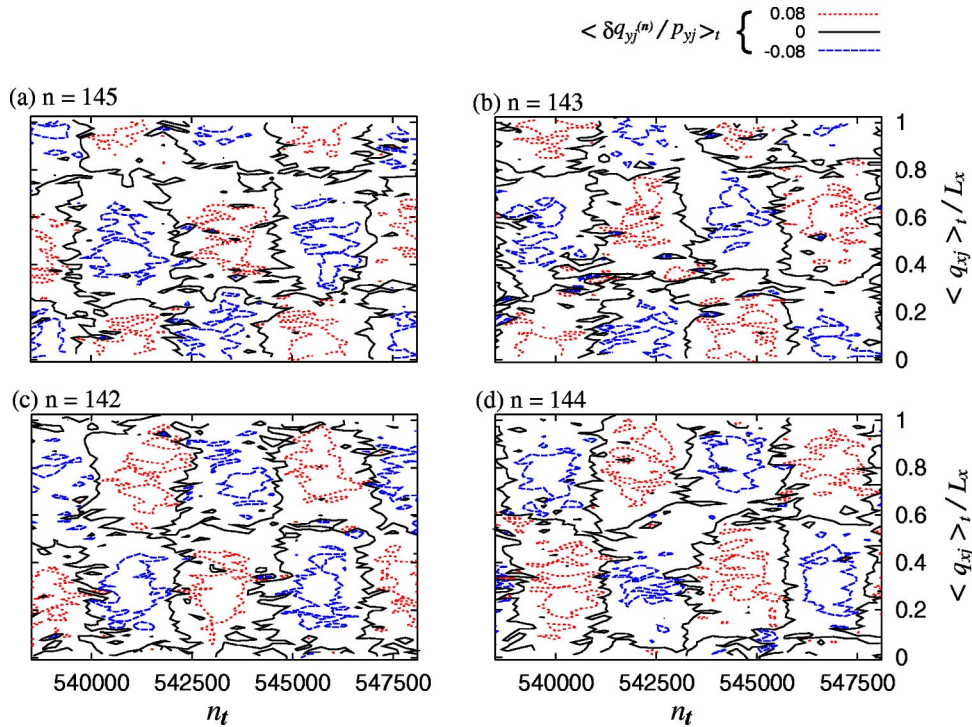 < δq_yj^(n) / p_yj >_t { 0.08
0
-0.08
(a) n = 145
(b) n = 143
1
0.8
0.6
0.4
0.2
0
< q_xj >_t / L_x
(c) n = 142
(d) n = 144
1
0.8
0.6
0.4
0.2
0
< q_xj >_t / L_x
540000 542500 545000 547500
540000 542500 545000 547500
n_t
n_t